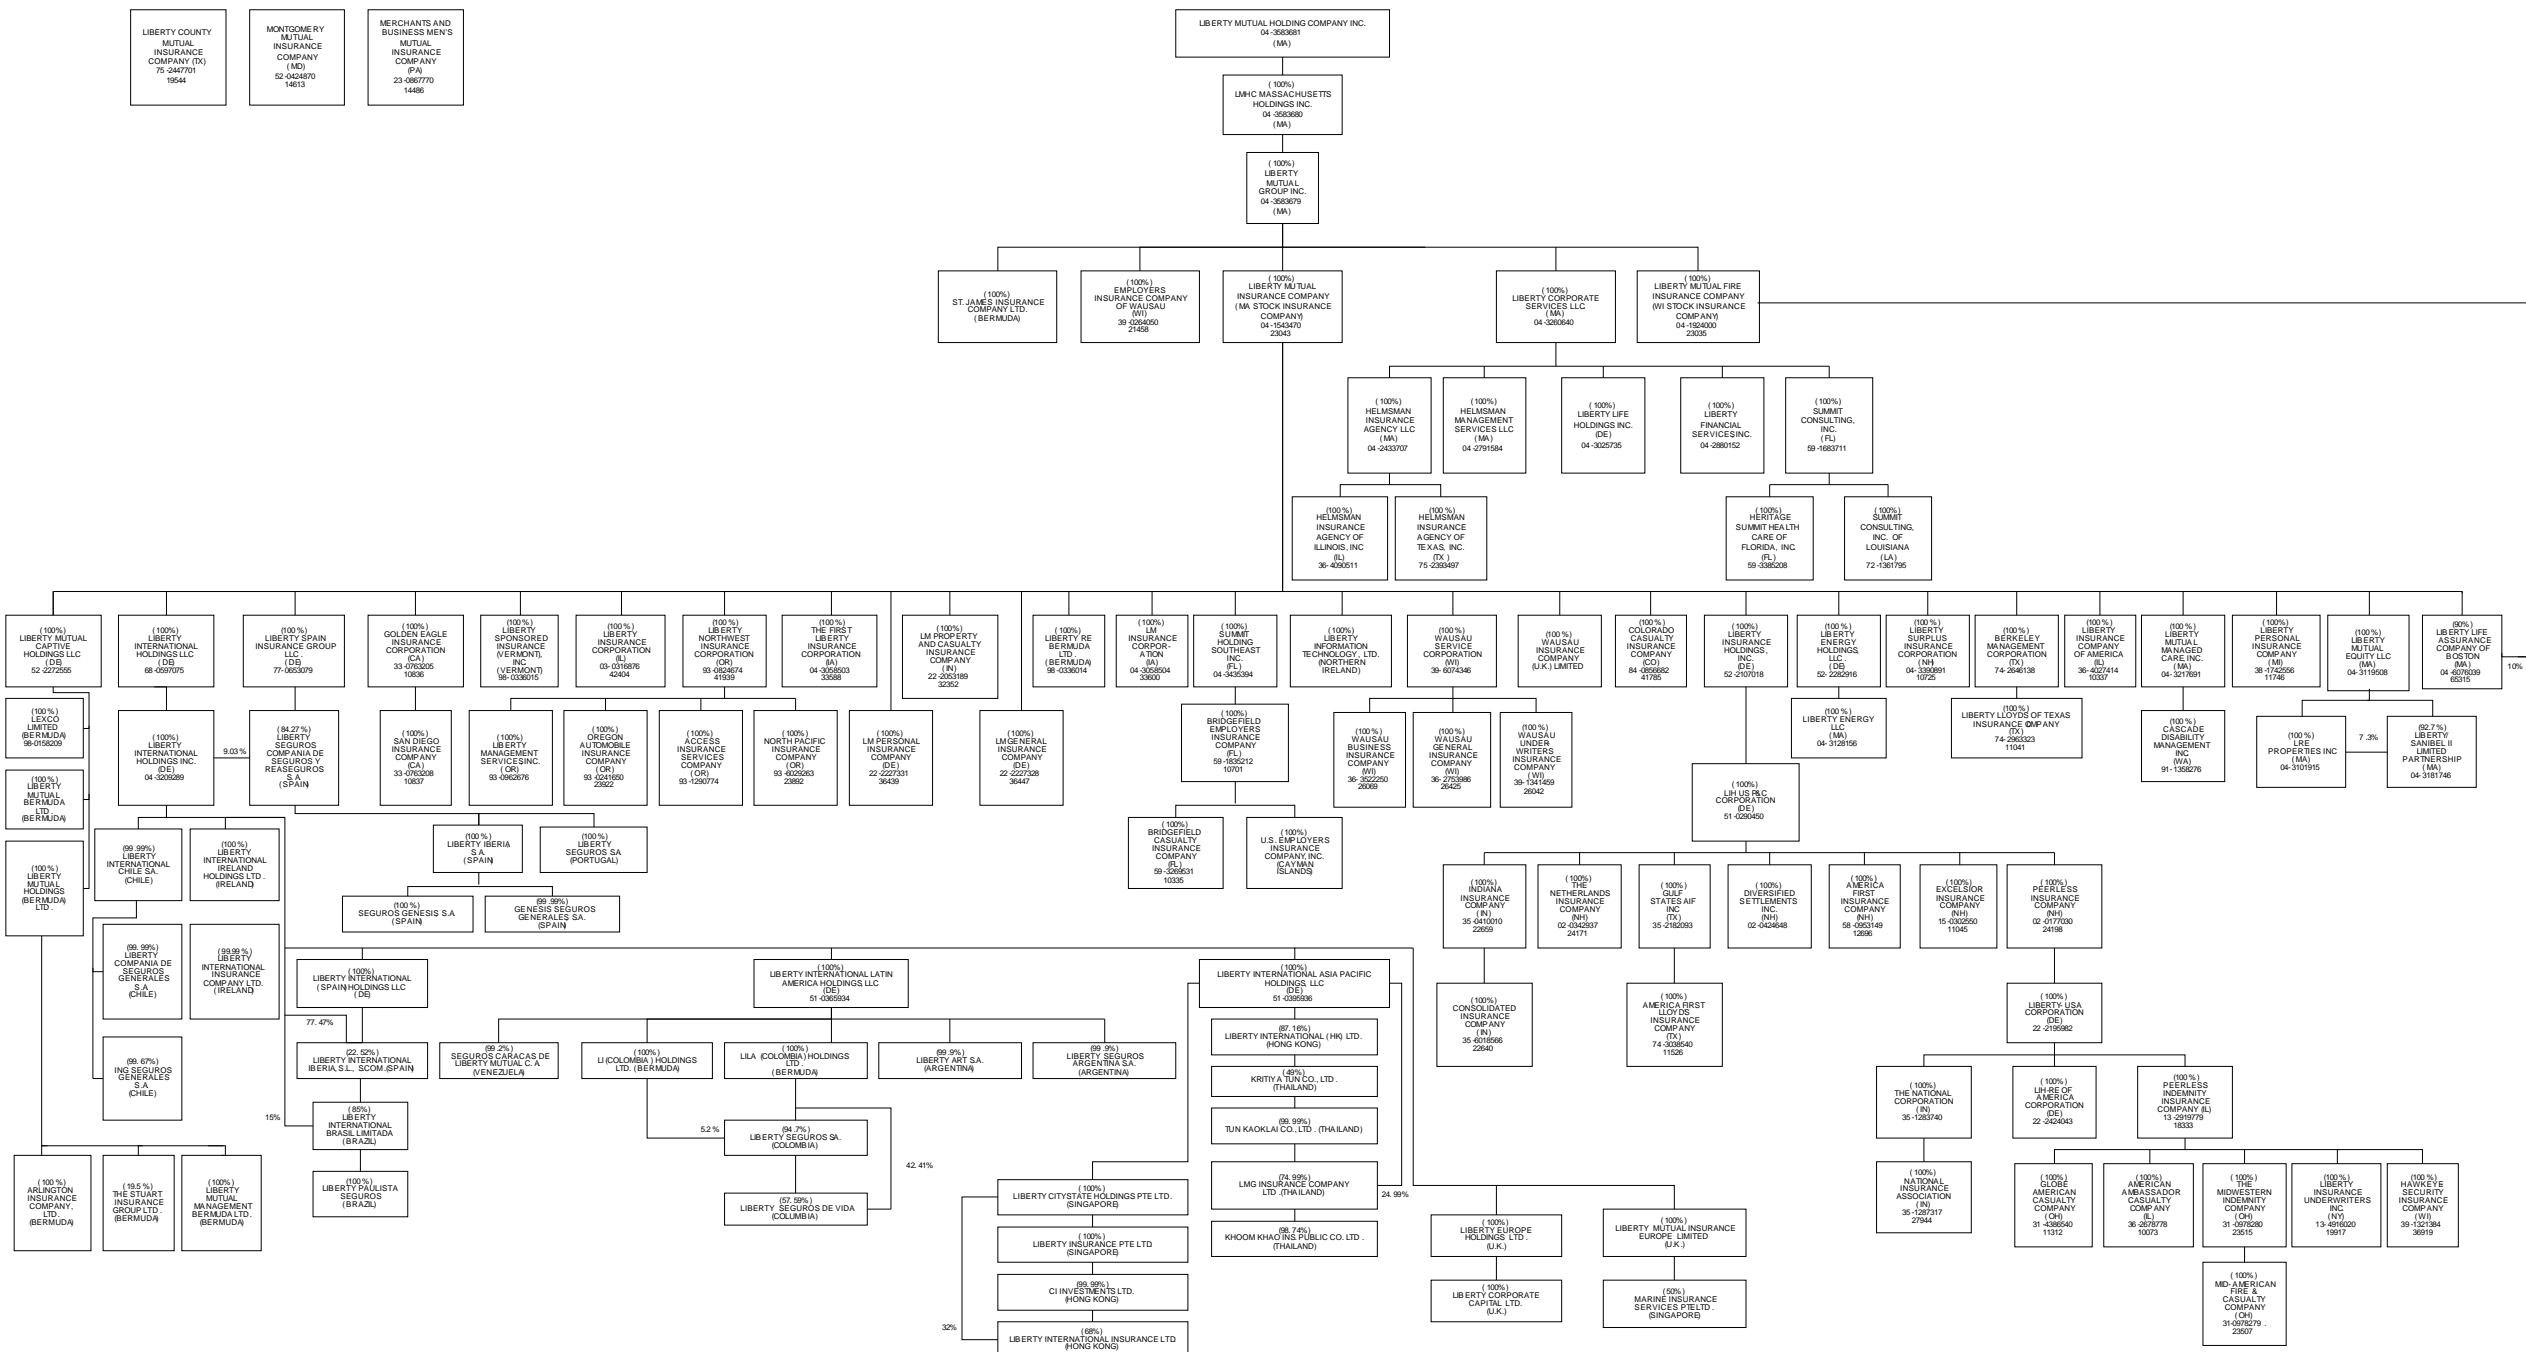 LIBERTY COUNTY
MUTUAL
INSURANCE
COMPANY (TX)
75 -2447701
19544
MONTGOMERY
MUTUAL
INSURANCE
COMPANY
( MD)
52 -0424870
14613
MERCHANTS AND
BUSINESS MEN'S
MUTUAL
INSURANCE
COMPANY
(PA)
23 -0867770
14486
LIBERTY MUTUAL HOLDING COMPANY INC.
04 -3583681
( MA)
( 100%)
LMHC MASSACHUSETTS
HOLDINGS INC.
04 -3583680
( MA)
( 100%)
LIBERTY
MUTUAL
GROUP INC.
04 -3583679
( MA)
(100%)
ST. JAMES INSURANCE
COMPANY LTD.
( BERMUDA)
(100%)
EMPLOYERS
INSURANCE COMPANY
OF WAUSAU
(WI)
39 -0264050
21458
( 100%)
LIBERTY MUTUAL
INSURANCE COMPANY
( MA STOCK INSURANCE
COMPANY)
04 -1543470
23043
(100%)
LIBERTY CORPORATE
SERVICES LLC
( MA)
04 -3260640
(100%)
LIBERTY MUTUAL FIRE
INSURANCE COMPANY
(WI STOCK INSURANCE
COMPANY)
04 -1924000
23035
( 100%)
HELMSMAN
INSURANCE
AGENCY LLC
( MA)
04 -2433707
( 100%)
HELMSMAN
MANAGEMENT
SERVICES LLC
( MA)
04 -2791584
( 100%)
LIBERTY LIFE
HOLDINGS INC.
(DE)
04 -3025735
(100%)
LIBERTY
FINANCIAL
SERVICES, INC.
04 -2880152
( 100%)
SUMMIT
CONSULTING,
INC.
( FL)
59 -1683711
(100 %)
HELMSMAN
INSURANCE
AGENCY OF
ILLINOIS, INC
(IL)
36- 4090511
(100 %)
HELMSMAN
INSURANCE
AGENCY OF
TEXAS, INC.
(TX )
75 -2393497
(100%)
HERITAGE
SUMMIT HEALTH
CARE OF
FLORIDA, INC.
(FL)
59 -3385208
(100%)
SUMMIT
CONSULTING,
INC. OF
LOUISIANA
( LA)
72 -1361795
(100%)
LIBERTY MUTUAL
CAPTIVE
HOLDINGS LLC
( DE)
52 -2272555
(100%)
LIBERTY
INTERNATIONAL
HOLDINGS LLC
( DE)
68 -0597075
(100 %)
LIBERTY SPAIN
INSURANCE GROUP
LLC .
( DE)
77- 0653079
(100%)
GOLDEN EAGLE
INSURANCE
CORPORATION
(CA)
33 -0763205
10836
(100 %)
LIBERTY
SPONSORED
INSURANCE
(VERMONT),
INC
( VERMONT)
98- 0336015
(100%)
LIBERTY
INSURANCE
CORPORATION
(IL)
03- 0316876
42404
(100%)
LIBERTY
NORTHWEST
INSURANCE
CORPORATION
(OR)
93 -0824674
41939
( 100%)
THE FIRST
LIBERTY
INSURANCE
CORPORATION
(IA)
04 -3058503
33588
(100%)
LM PROPERTY
AND CASUALTY
INSURANCE
COMPANY
( IN)
22 -2053189
32352
(100%)
LIBERTY RE
BERMUDA
LTD .
( BERMUDA)
98 -0336014
(100%)
LM
INSURANCE
CORPOR-
ATION
(IA)
04 -3058504
33600
(100%)
SUMMIT
HOLDING
SOUTHEAST
INC.
( FL)
04 -3435394
(100 %)
LIBERTY
INFORMATION
TECHNOLOGY , LTD.
(NORTHERN
IRELAND)
(100 %)
WAUSAU
SERVICE
CORPORATION
(WI)
39- 6074346
(100 %)
WAUSAU
INSURANCE
COMPANY
(U.K.) LIMITED
(100 %)
COLORADO
CASUALTY
INSURANCE
COMPANY
(CO)
84 -0856682
41785
(100%)
LIBERTY
INSURANCE
HOLDINGS,
INC.
(DE)
52 -2107018
(100%)
LIBERTY
ENERGY
HOLDINGS,
LLC .
( DE)
52- 2282916
(100 %)
LIBERTY
SURPLUS
INSURANCE
CORPORATION
( NH)
04- 3390891
10725
(100 %)
BERKELEY
MANAGEMENT
CORPORATION
(TX)
74- 2646138
(100%)
LIBERTY
INSURANCE
COMPANY
OF AMERICA (IL)
36- 4027414
10337
(100%)
LIBERTY
MUTUAL
MANAGED
CARE, INC.
(MA)
04- 3217691
(100 %)
LIBERTY
PERSONAL
INSURANCE
COMPANY
(MI)
38 -1742556
11746
(100%)
LIBERTY
MUTUAL
EQUITY LLC
(MA)
04- 3119508
(90%)
LIBERTY LIFE
ASSURANCE
COMPANY OF
BOSTON
(MA)
04 -6076039
65315
10%
(100 %)
LEXCO
LIMITED
(BERMUDA)
98-0158209
(100%)
LIBERTY
INTERNATIONAL
HOLDINGS INC.
(DE)
04 -3209289
9.03 %
( 84.27 %)
LIBERTY
SEGUROS
COMPANIA DE
SEGUROS Y
REASEGUROS
S. A.
(SPAIN)
(100%)
SAN DIEGO
INSURANCE
COMPANY
(CA)
33 -0763208
10837
(100%)
LIBERTY
MANAGEMENT
SERVICES, INC.
( OR)
93 -0962676
(100%)
OREGON
AUTOMOBILE
INSURANCE
COMPANY
( OR)
93 -0241650
23922
(100%)
ACCESS
INSURANCE
SERVICES
COMPANY
( OR)
93 -1290774
(100%)
NORTH PACIFIC
INSURANCE
COMPANY
( OR)
93 -6029263
23892
(100%)
LM PERSONAL
INSURANCE
COMPANY
(DE)
22 -2227331
36439
(100 %)
LM GENERAL
INSURANCE
COMPANY
(DE)
22 -2227328
36447
(100%)
BRIDGEFIELD
EMPLOYERS
INSURANCE
COMPANY
(FL)
59 -1835212
10701
(100 %)
WAUSAU
BUSINESS
INSURANCE
COMPANY
(WI)
36- 3522250
26069
(100 %)
WAUSAU
GENERAL
INSURANCE
COMPANY
(WI)
36- 2753986
26425
(100 %)
WAUSAU
UNDER-
WRITERS
INSURANCE
COMPANY
( WI)
39- 1341459
26042
(100 %)
LIBERTY ENERGY
LLC
( MA)
04- 3128156
(100 %)
LIBERTY LLOYDS OF TEXAS
INSURANCE COMPANY
(TX)
74- 2963323
11041
(100 %)
CASCADE
DISABILITY
MANAGEMENT
INC.
(WA)
91- 1358276
(100 %)
LRE
PROPERTIES INC
( MA)
04- 3101915
7 .3%
(92.7 %)
LIBERTY/
SANIBEL II
LIMITED
PARTNERSHIP
( MA)
04- 3181746
(100 %)
LIBERTY
MUTUAL
BERMUDA
LTD .
(BERMUDA)
(100%)
LIH US P&C
CORPORATION
(DE)
51 -0290450
(100 %)
LIBERTY
MUTUAL
HOLDINGS
(BERMUDA)
LTD .
(99 .99%)
LIBERTY
INTERNATIONAL
CHILE SA.
(CHILE)
(100 %)
LIBERTY
INTERNATIONAL
IRELAND
HOLDINGS LTD .
(IRELAND)
(100 %)
LIBERTY IBERIA,
S.A.
( SPAIN)
(100 %)
LIBERTY
SEGUROS SA
(PORTUGAL)
(100%)
BRIDGEFIELD
CASUALTY
INSURANCE
COMPANY
(FL )
59 -3269531
10335
(100%)
U.S. EMPLOYERS
INSURANCE
COMPANY, INC.
(CAYMAN
ISLANDS)
(100 %)
SEGUROS GENESIS S.A.
( SPAIN)
(99 .99%)
GENESIS SEGUROS
GENERALES SA.
(SPAIN)
(100%)
INDIANA
INSURANCE
COMPANY
( IN)
35 -0410010
22659
(100%)
THE
NETHERLANDS
INSURANCE
COMPANY
(NH)
02 -0342937
24171
(100%)
GULF
STATES AIF
INC
(TX)
35 -2182093
(100%)
DIVERSIFIED
SETTLEMENTS
INC.
(NH)
02 -0424648
(100%)
AMERICA
FIRST
INSURANCE
COMPANY
(NH)
58 -0953149
12696
(100%)
EXCELSIOR
INSURANCE
COMPANY
(NH)
15 -0302550
11045
(100%)
PEERLESS
INSURANCE
COMPANY
(NH)
02 -0177030
24198
(99. 99%)
LIBERTY
COMPANIA DE
SEGUROS
GENERALES
S.A.
(CHILE)
( 99.99 %)
LIBERTY
INTERNATIONAL
INSURANCE
COMPANY LTD.
( IRELAND)
(100%)
LIBERTY INTERNATIONAL
( SPAIN) HOLDINGS LLC
( DE)
(100%)
LIBERTY INTERNATIONAL LATIN
AMERICA HOLDINGS, LLC
(DE)
51 -0365934
(100%)
LIBERTY INTERNATIONAL ASIA PACIFIC
HOLDINGS, LLC
(DE)
51 -0395936
(100%)
CONSOLIDATED
INSURANCE
COMPANY
( IN)
35 -6018566
22640
(100%)
AMERICA FIRST
LLOYD'S
INSURANCE
COMPANY
(TX)
74 -3038540
11526
(100%)
LIBERTY- USA
CORPORATION
(DE)
22 -2195982
77. 47%
(99. 67%)
ING SEGUROS
GENERALES
S.A.
(CHILE)
(22. 52%)
LIBERTY INTERNATIONAL
IBERIA, S.L., SCOM. (SPAIN)
(99 .2%)
SEGUROS CARACAS DE
LIBERTY MUTUAL C. A.
(VENEZUELA)
(100%)
LI (COLOMBIA ) HOLDINGS
LTD. ( BERMUDA)
(100%)
LILA (COLOMBIA) HOLDINGS
LTD.
( BERMUDA)
(99 .9%)
LIBERTY ART S.A.
(ARGENTINA)
(99 .9%)
LIBERTY SEGUROS
ARGENTINA S.A.
(ARGENTINA)
(87. 16%)
LIBERTY INTERNATIONAL ( HK) LTD.
(HONG KONG)
( 49%)
KRITIYA TUN CO., LTD .
(THAILAND)
(99. 99%)
TUN KAOKLAI CO., LTD . (THAILAND)
(74. 99%)
LMG INSURANCE COMPANY
LTD .(THAILAND)
24. 99%
(98. 74%)
KHOOM KHAO INS. PUBLIC CO. LTD .
(THAILAND)
15%
(85%)
LIBERTY
INTERNATIONAL
BRASIL LIMITADA
( BRAZIL)
(100 %)
LIBERTY PAULISTA
SEGUROS
(BRAZIL)
5.2 %
(94.7%)
LIBERTY SEGUROS SA.
(COLOMBIA)
42. 41%
(57. 59%)
LIBERTY SEGUROS DE VIDA
(COLUMBIA)
(100%)
LIBERTY CITYSTATE HOLDINGS PTE LTD.
(SINGAPORE)
(100%)
LIBERTY INSURANCE PTE LTD.
(SINGAPORE)
(99. 99%)
CI INVESTMENTS LTD.
(HONG KONG)
32%
(68%)
LIBERTY INTERNATIONAL INSURANCE LTD.
(HONG KONG)
(100 %)
ARLINGTON
INSURANCE
COMPANY,
LTD.
(BERMUDA)
( 19.5 %)
THE STUART
INSURANCE
GROUP LTD .
(BERMUDA)
(100%)
LIBERTY
MUTUAL
MANAGEMENT
BERMUDA LTD.
(BERMUDA)
(100%)
LIBERTY EUROPE
HOLDINGS LTD .
(U.K.)
(100%)
LIBERTY MUTUAL INSURANCE
EUROPE LIMITED
(U.K. )
( 100%)
LIBERTY CORPORATE
CAPITAL LTD.
(U.K.)
(50%)
MARINE INSURANCE
SERVICES PTE LTD .
(SINGAPORE)
(100%)
THE NATIONAL
CORPORATION
( IN)
35 -1283740
(100%)
LIH-RE OF
AMERICA
CORPORATION
(DE)
22 -2424043
(100 %)
PEERLESS
INDEMNITY
INSURANCE
COMPANY (IL)
13 -2919779
18333
(100%)
NATIONAL
INSURANCE
ASSOCIATION
( IN)
35 -1287317
27944
(100%)
GLOBE
AMERICAN
CASUALTY
COMPANY
( OH)
31 -4386540
11312
(100%)
AMERICAN
AMBASSADOR
CASUALTY
COMPANY
(IL)
36 -2678778
10073
(100%)
THE
MIDWESTERN
INDEMNITY
COMPANY
( OH)
31 -0978280
23515
(100 %)
LIBERTY
INSURANCE
UNDERWRITERS
INC.
(NY)
13- 4916020
19917
(100 %)
HAWKEYE
SECURITY
INSURANCE
COMPANY
( WI)
39 -1321384
36919
( 100%)
MID- AMERICAN
FIRE &
CASUALTY
COMPANY
( OH)
31-0978279 .
23507